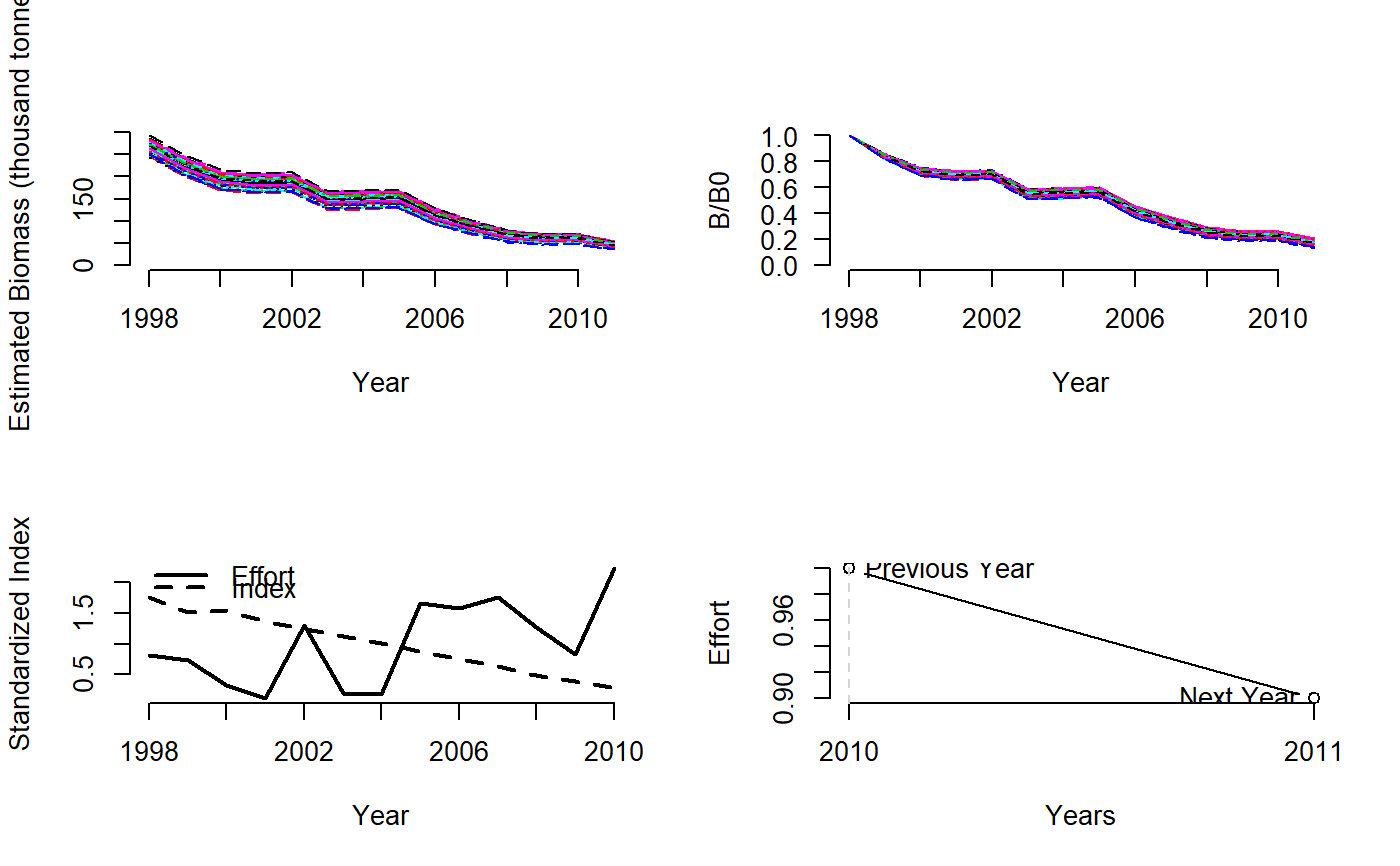 Estimated Biomass (thousand tonne
150
0
1998 2002 2006 2010
Year
B/B0
1.0
0.8
0.6
0.4
0.2
0.0
1998 2002 2006 2010
Year
Standardized Index
1.5
0.5
Effort
Index
1998 2002 2006 2010
Year
Effort
0.96
0.90
Previous Year
Next Year
2010 2011
Years